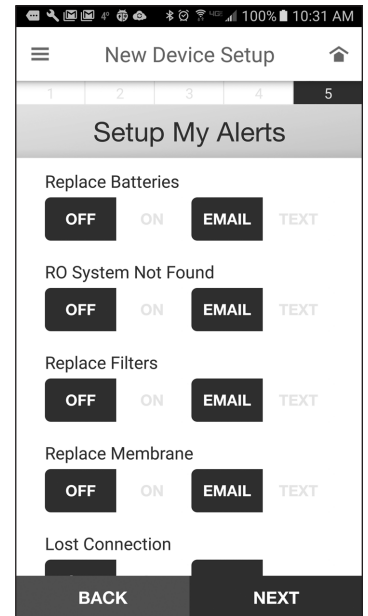 4° 4GE 100% 10:31 AM
New Device Setup
1 2 3 4 5
Setup My Alerts
Replace Batteries
OFF ON EMAIL TEXT
RO System Not Found
OFF ON EMAIL TEXT
Replace Filters
OFF ON EMAIL TEXT
Replace Membrane
OFF ON EMAIL TEXT
Lost Connection
BACK NEXT